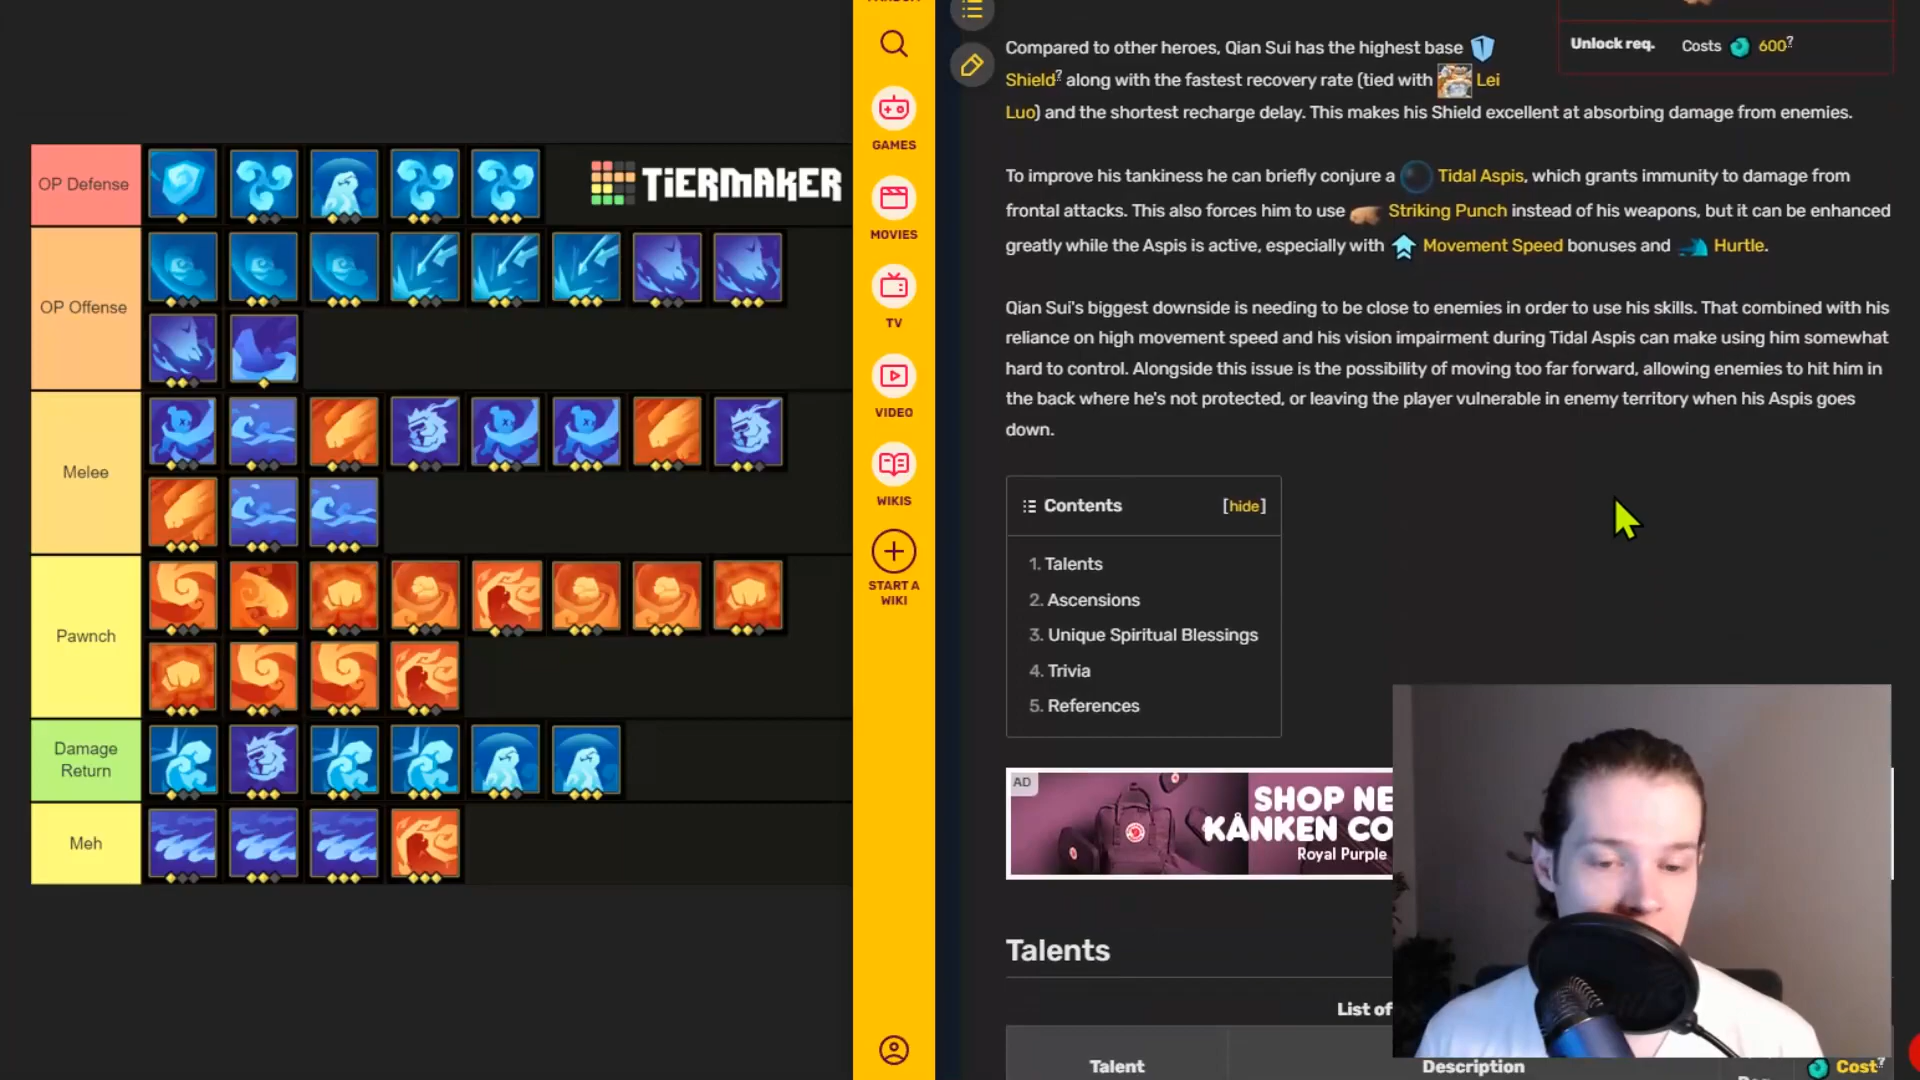 OP Defense
TiERMAKER
OP Offense
Melee
Pawnch
Damage
Return
Meh
GAMES
MOVIES
TV
VIDEO
WIKIS
START A
WIKI
Unlock req. Costs 600?
Compared to other heroes, Qian Sui has the highest base
Shield? along with the fastest recovery rate (tied with Lei
Luo) and the shortest recharge delay. This makes his Shield excellent at absorbing damage from enemies.
To improve his tankiness he can briefly conjure a Tidal Aspis, which grants immunity to damage from
frontal attacks. This also forces him to use Striking Punch instead of his weapons, but it can be enhanced
greatly while the Aspis is active, especially with Movement Speed bonuses and Hurtle.
Qian Sui's biggest downside is needing to be close to enemies in order to use his skills. That combined with his
reliance on high movement speed and his vision impairment during Tidal Aspis can make using him somewhat
hard to control. Alongside this issue is the possibility of moving too far forward, allowing enemies to hit him in
the back where he's not protected, or leaving the player vulnerable in enemy territory when his Aspis goes
down.
Contents [hide]
1. Talents
2. Ascensions
3. Unique Spiritual Blessings
4. Trivia
5. References
AD
SHOP NE
KÅNKEN CO
Royal Purple
Talents
List of
Talent Description Cost?